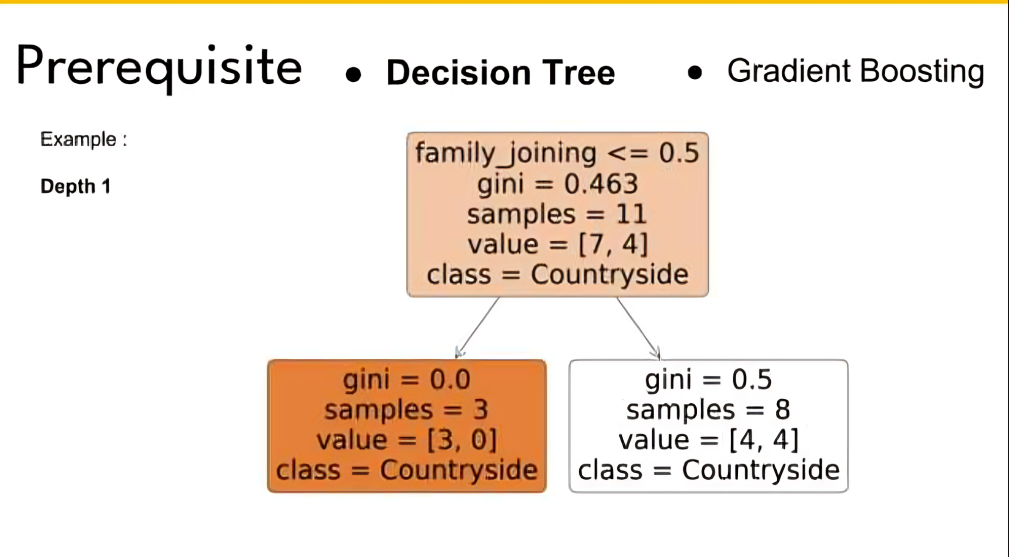 Prerequisite ● Decision Tree ● Gradient Boosting
Example :
Depth 1
family_joining <= 0.5
gini = 0.463
samples = 11
value = [7, 4]
class = Countryside
gini = 0.0
samples = 3
value = [3, 0]
class = Countryside
gini = 0.5
samples = 8
value = [4, 4]
class = Countryside